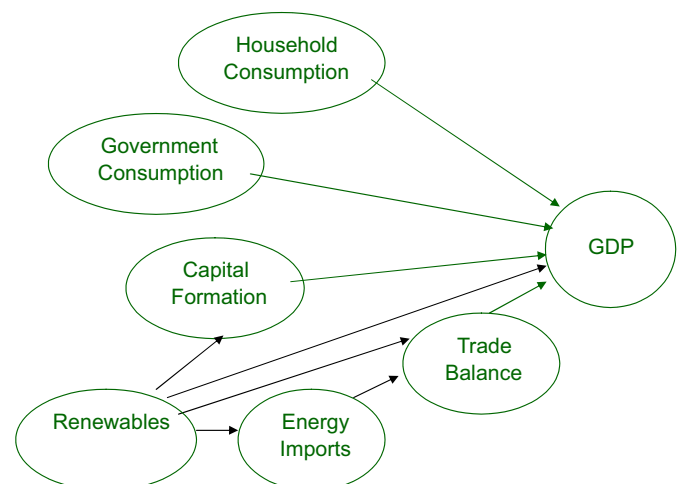 Household
Consumption
Government
Consumption
GDP
Capital
Formation
Trade
Balance
Renewables
Energy
Imports